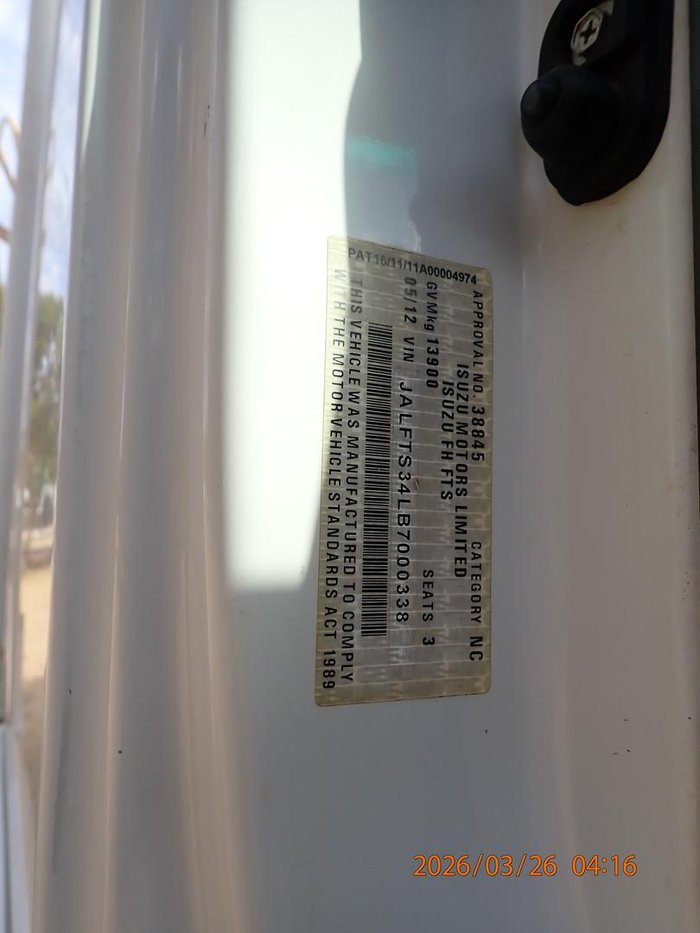 APPROVAL NO. 38845 CATEGORY NC
ISUZU MOTORS LIMITED
ISUZU FH FTS
GVMkg 13900 SEATS 3
05/12 VIN JALFTS34LB7000338
THIS VEHICLE WAS MANUFACTURED TO COMPLY
WITH THE MOTOR VEHICLE STANDARDS ACT 1989
PAT16/11/11A00004974
2026/03/26 04:16